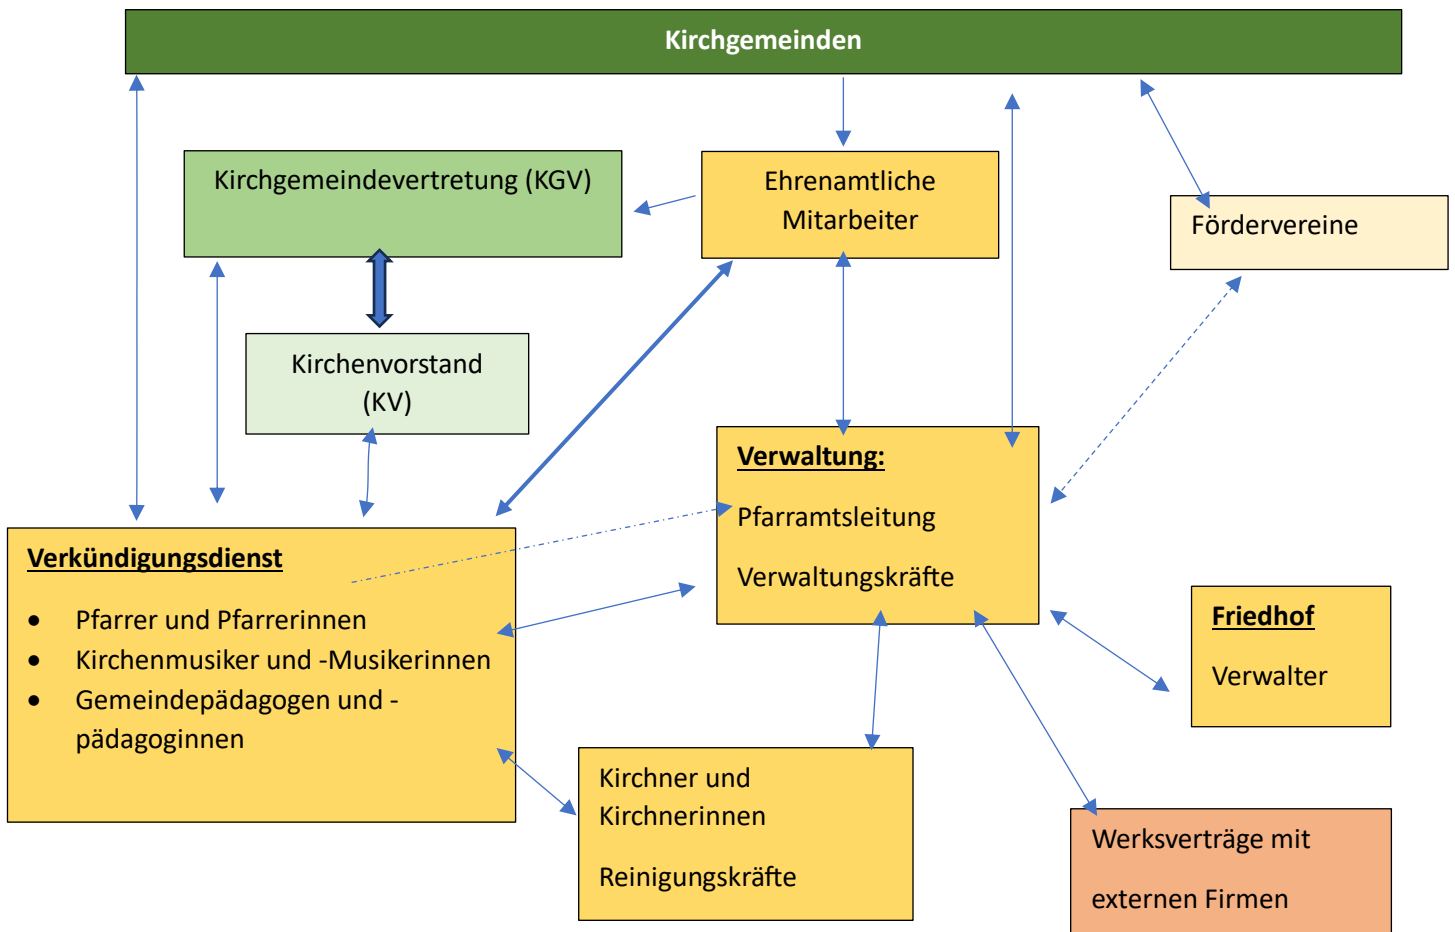 Kirchgemeinden
Kirchgemeindevertretung (KGV)
Ehrenamtliche
Mitarbeiter
Fördervereine
Kirchenvorstand
(KV)
Verwaltung:
Pfarramtsleitung
Verwaltungskräfte
Verkündigungsdienst
• Pfarrer und Pfarrerinnen
• Kirchenmusiker und -Musikerinnen
• Gemeindepädagogen und -
pädagoginnen
Friedhof
Verwalter
Kirchner und
Kirchnerinnen
Reinigungskräfte
Werksverträge mit
externen Firmen